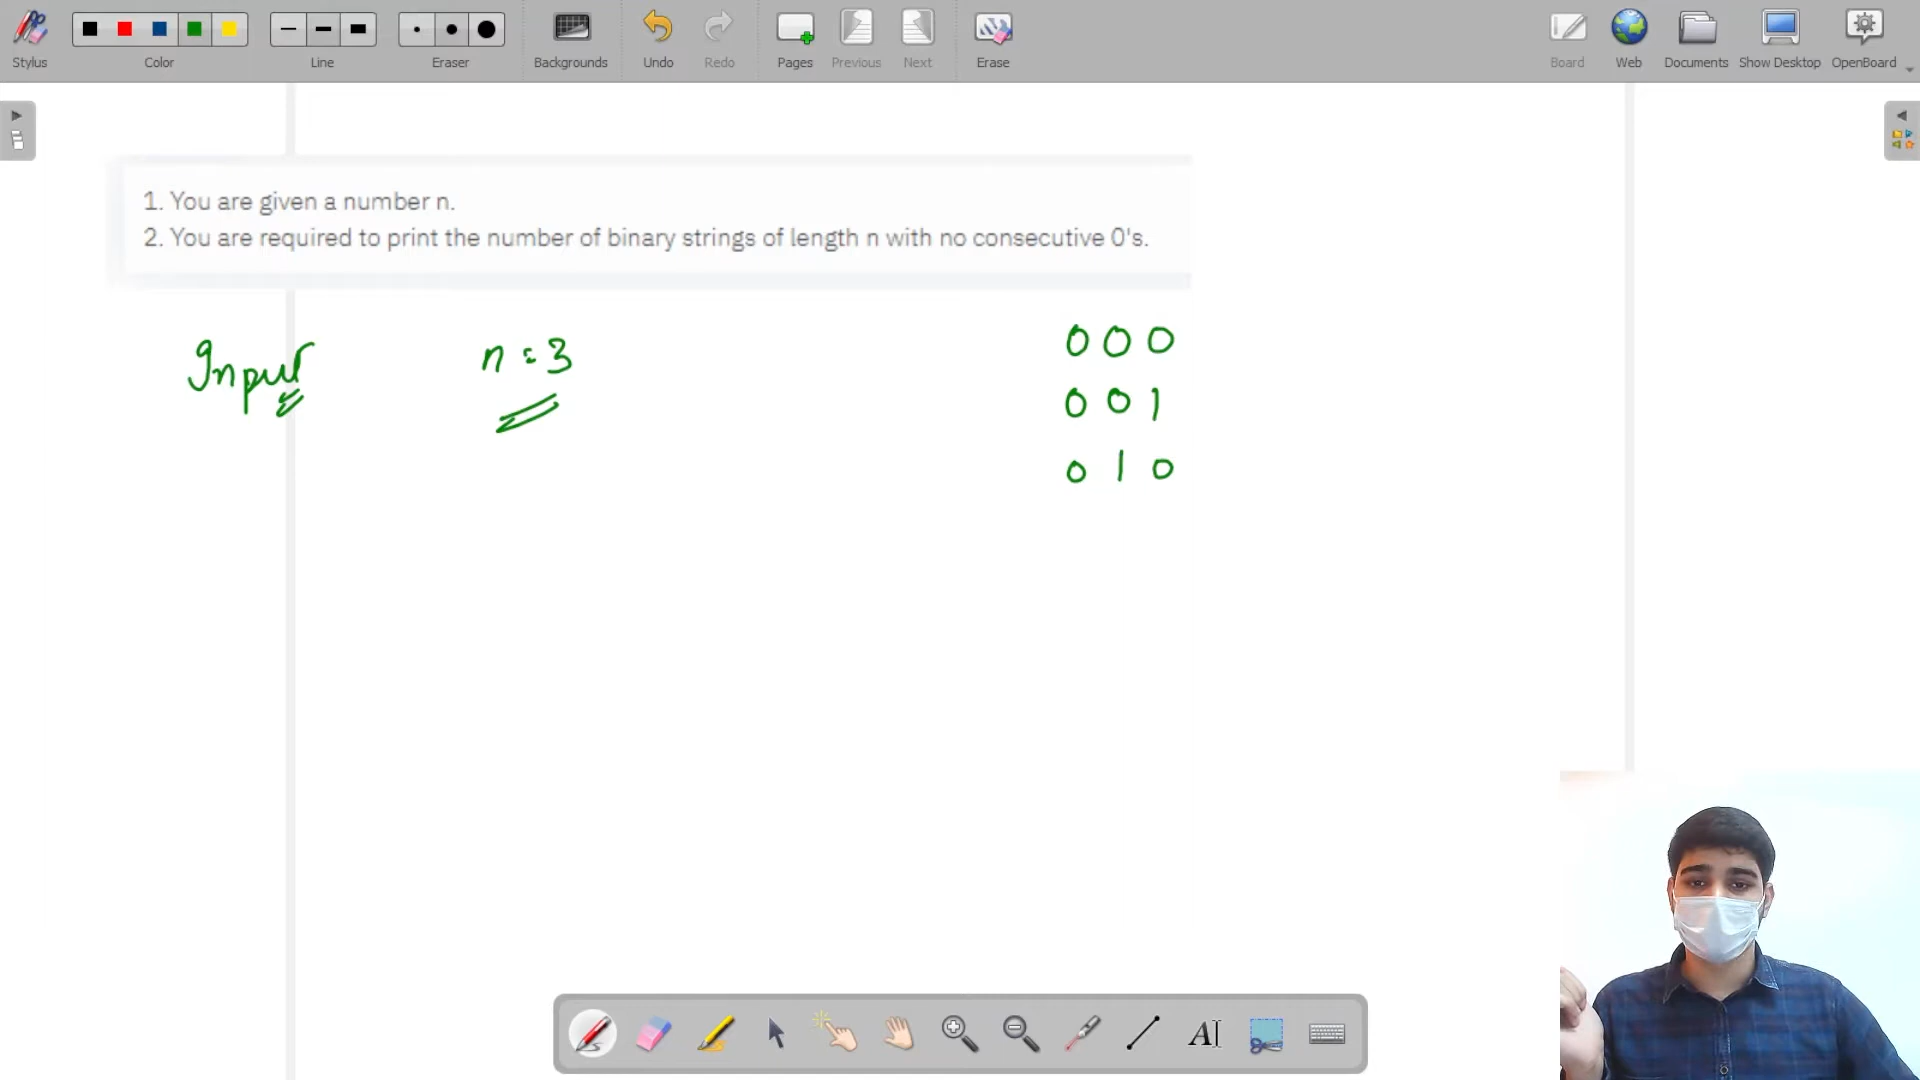 Stylus Color Line Eraser Backgrounds Undo Redo Pages Previous Next Erase Board Web Documents Show Desktop OpenBoard
1. You are given a number n.
2. You are required to print the number of binary strings of length n with no consecutive 0's.
Input n = 3
0 0 0
0 0 1
0 1 0